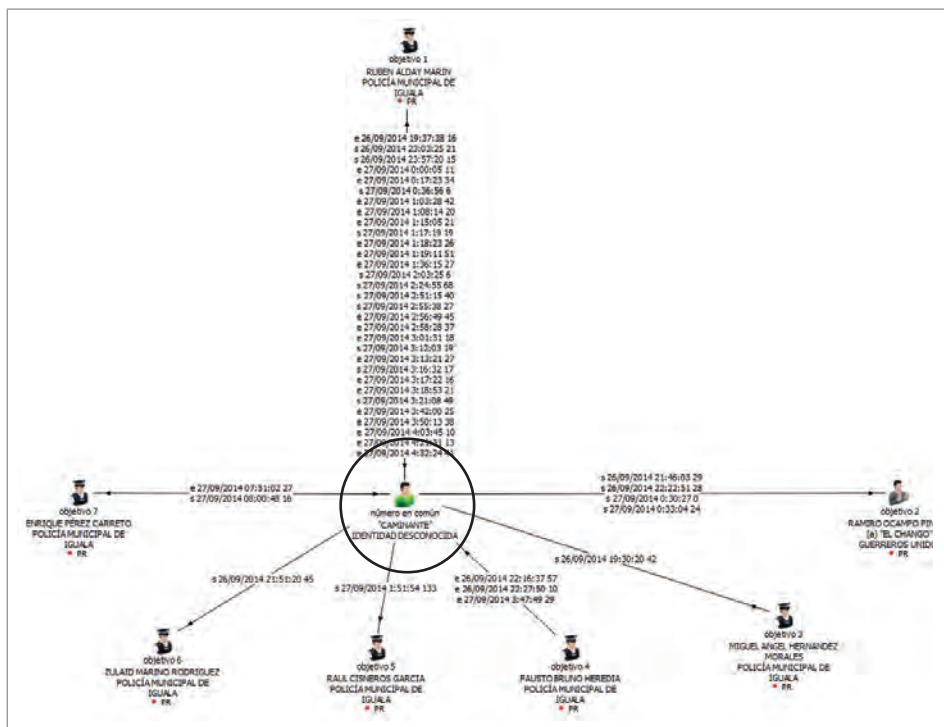 objetivo 1
RUBEN ALDAY MARIN
POLICÍA MUNICIPAL DE
IGUALA
* PR
e 26/09/2014 19:37:38 16
s 26/09/2014 23:03:25 21
s 26/09/2014 23:57:20 15
e 27/09/2014 0:00:05 11
e 27/09/2014 0:17:23 34
s 27/09/2014 0:36:56 6
e 27/09/2014 1:03:28 42
e 27/09/2014 1:08:14 20
e 27/09/2014 1:15:05 21
s 27/09/2014 1:17:19 19
e 27/09/2014 1:18:23 26
e 27/09/2014 1:19:11 51
e 27/09/2014 1:36:15 27
s 27/09/2014 2:03:25 6
s 27/09/2014 2:24:55 68
s 27/09/2014 2:51:15 40
s 27/09/2014 2:55:38 27
e 27/09/2014 2:56:49 45
e 27/09/2014 2:58:28 37
e 27/09/2014 3:01:31 18
s 27/09/2014 3:12:03 19
e 27/09/2014 3:13:21 27
s 27/09/2014 3:16:32 17
e 27/09/2014 3:17:22 16
e 27/09/2014 3:18:53 21
s 27/09/2014 3:21:08 49
e 27/09/2014 3:42:00 25
e 27/09/2014 3:50:13 38
e 27/09/2014 4:03:45 10
e 27/09/2014 13
e 27/09/2014 4:32:24
e 27/09/2014 07:51:02 27
s 27/09/2014 08:00:48 16
s 26/09/2014 21:46:03 29
s 26/09/2014 22:22:51 28
s 27/09/2014 0:30:27 0
s 27/09/2014 0:33:04 24
objetivo 7
ENRIQUE PÉREZ CARRETO
POLICÍA MUNICIPAL DE
IGUALA
* PR
número en común
"CAMINANTE"
IDENTIDAD DESCONOCIDA
objetivo 2
RAMIRO OCAMPO PIN
(a) "EL CHANGO"
GUERREROS UNIDO
* PR
s 26/09/2014 21:51:20 45
s 27/09/2014 1:51:54 133
e 26/09/2014 22:16:37 57
e 26/09/2014 22:27:50 10
e 27/09/2014 3:47:49 29
s 26/09/2014 19:30:20 42
objetivo 6
ZULAID MARINO RODRIGUEZ
POLICÍA MUNICIPAL DE
IGUALA
* PR
objetivo 5
RAUL CISNEROS GARCIA
POLICÍA MUNICIPAL DE
IGUALA
* PR
objetivo 4
FAUSTO BRUNO HEREDIA
POLICÍA MUNICIPAL DE
IGUALA
* PR
objetivo 3
MIGUEL ANGEL HERNANDEZ
MORALES
POLICÍA MUNICIPAL DE
IGUALA
* PR